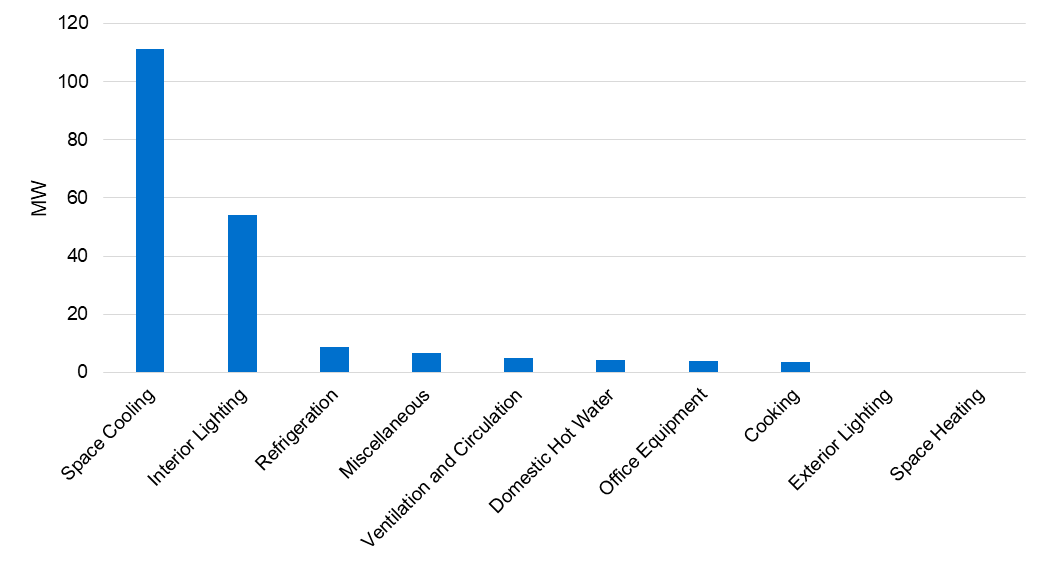 120
100
80
60
40
20
0
MW
Space Cooling
Interior Lighting
Refrigeration
Miscellaneous
Ventilation and Circulation
Domestic Hot Water
Office Equipment
Cooking
Exterior Lighting
Space Heating